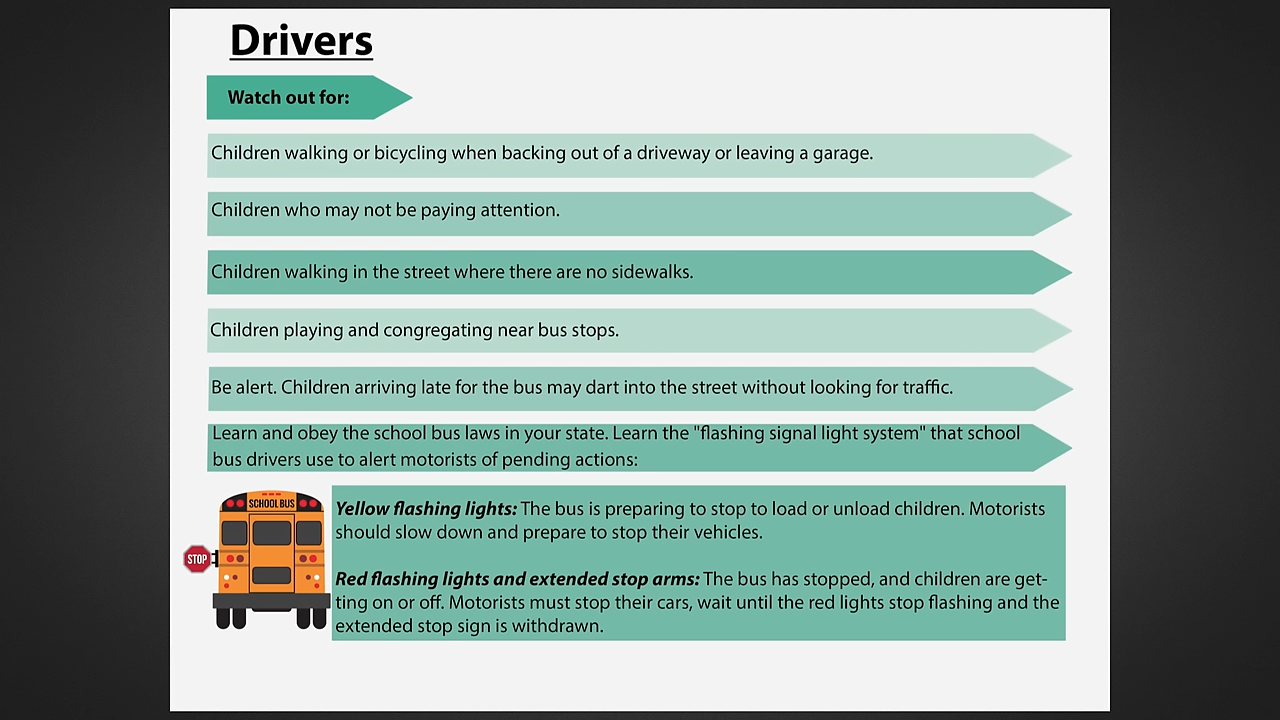 Drivers
Watch out for:
Children walking or bicycling when backing out of a driveway or leaving a garage.
Children who may not be paying attention.
Children walking in the street where there are no sidewalks.
Children playing and congregating near bus stops.
Be alert. Children arriving late for the bus may dart into the street without looking for traffic.
Learn and obey the school bus laws in your state. Learn the "flashing signal light system" that school
bus drivers use to alert motorists of pending actions:
SCHOOL BUS
STOP
Yellow flashing lights: The bus is preparing to stop to load or unload children. Motorists
should slow down and prepare to stop their vehicles.
Red flashing lights and extended stop arms: The bus has stopped, and children are get-
ting on or off. Motorists must stop their cars, wait until the red lights stop flashing and the
extended stop sign is withdrawn.